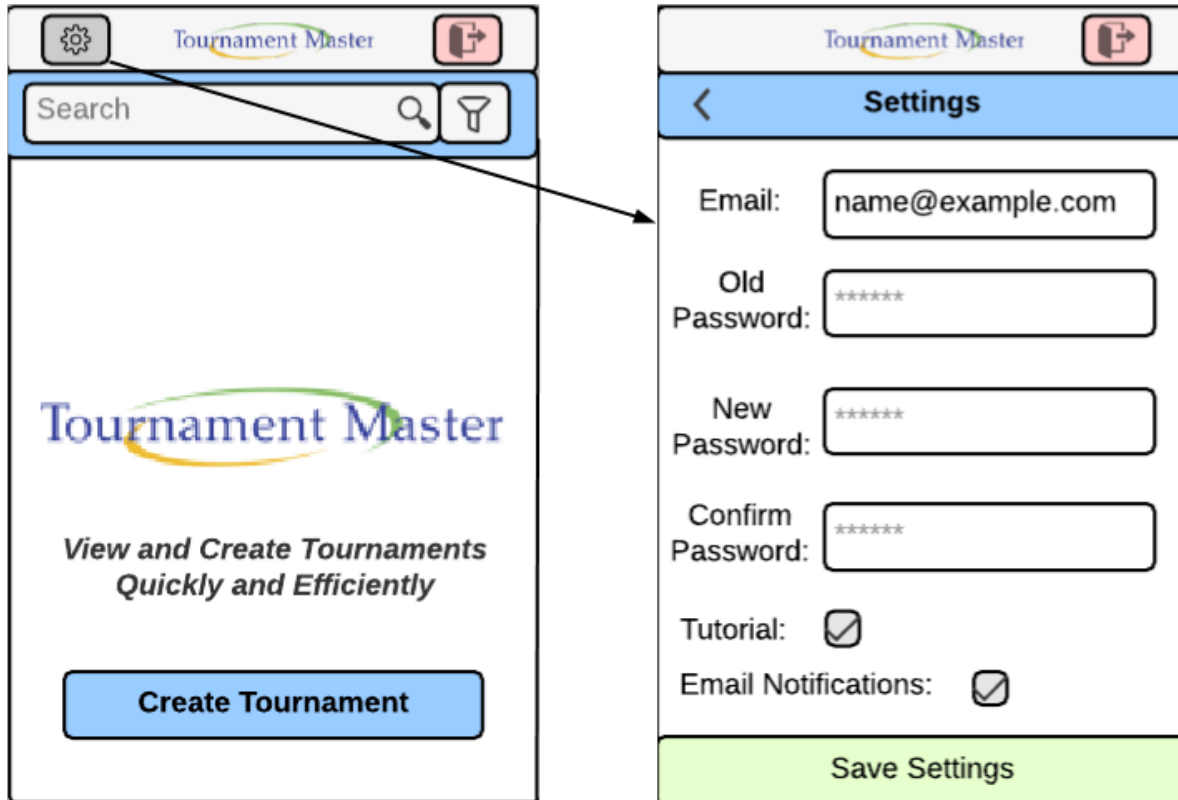 Tournament Master
Search
Tournament Master
View and Create Tournaments
Quickly and Efficiently
Create Tournament
Tournament Master
Settings
Email:
name@example.com
Old
Password:
******
New
Password:
******
Confirm
Password:
******
Tutorial:
Email Notifications:
Save Settings